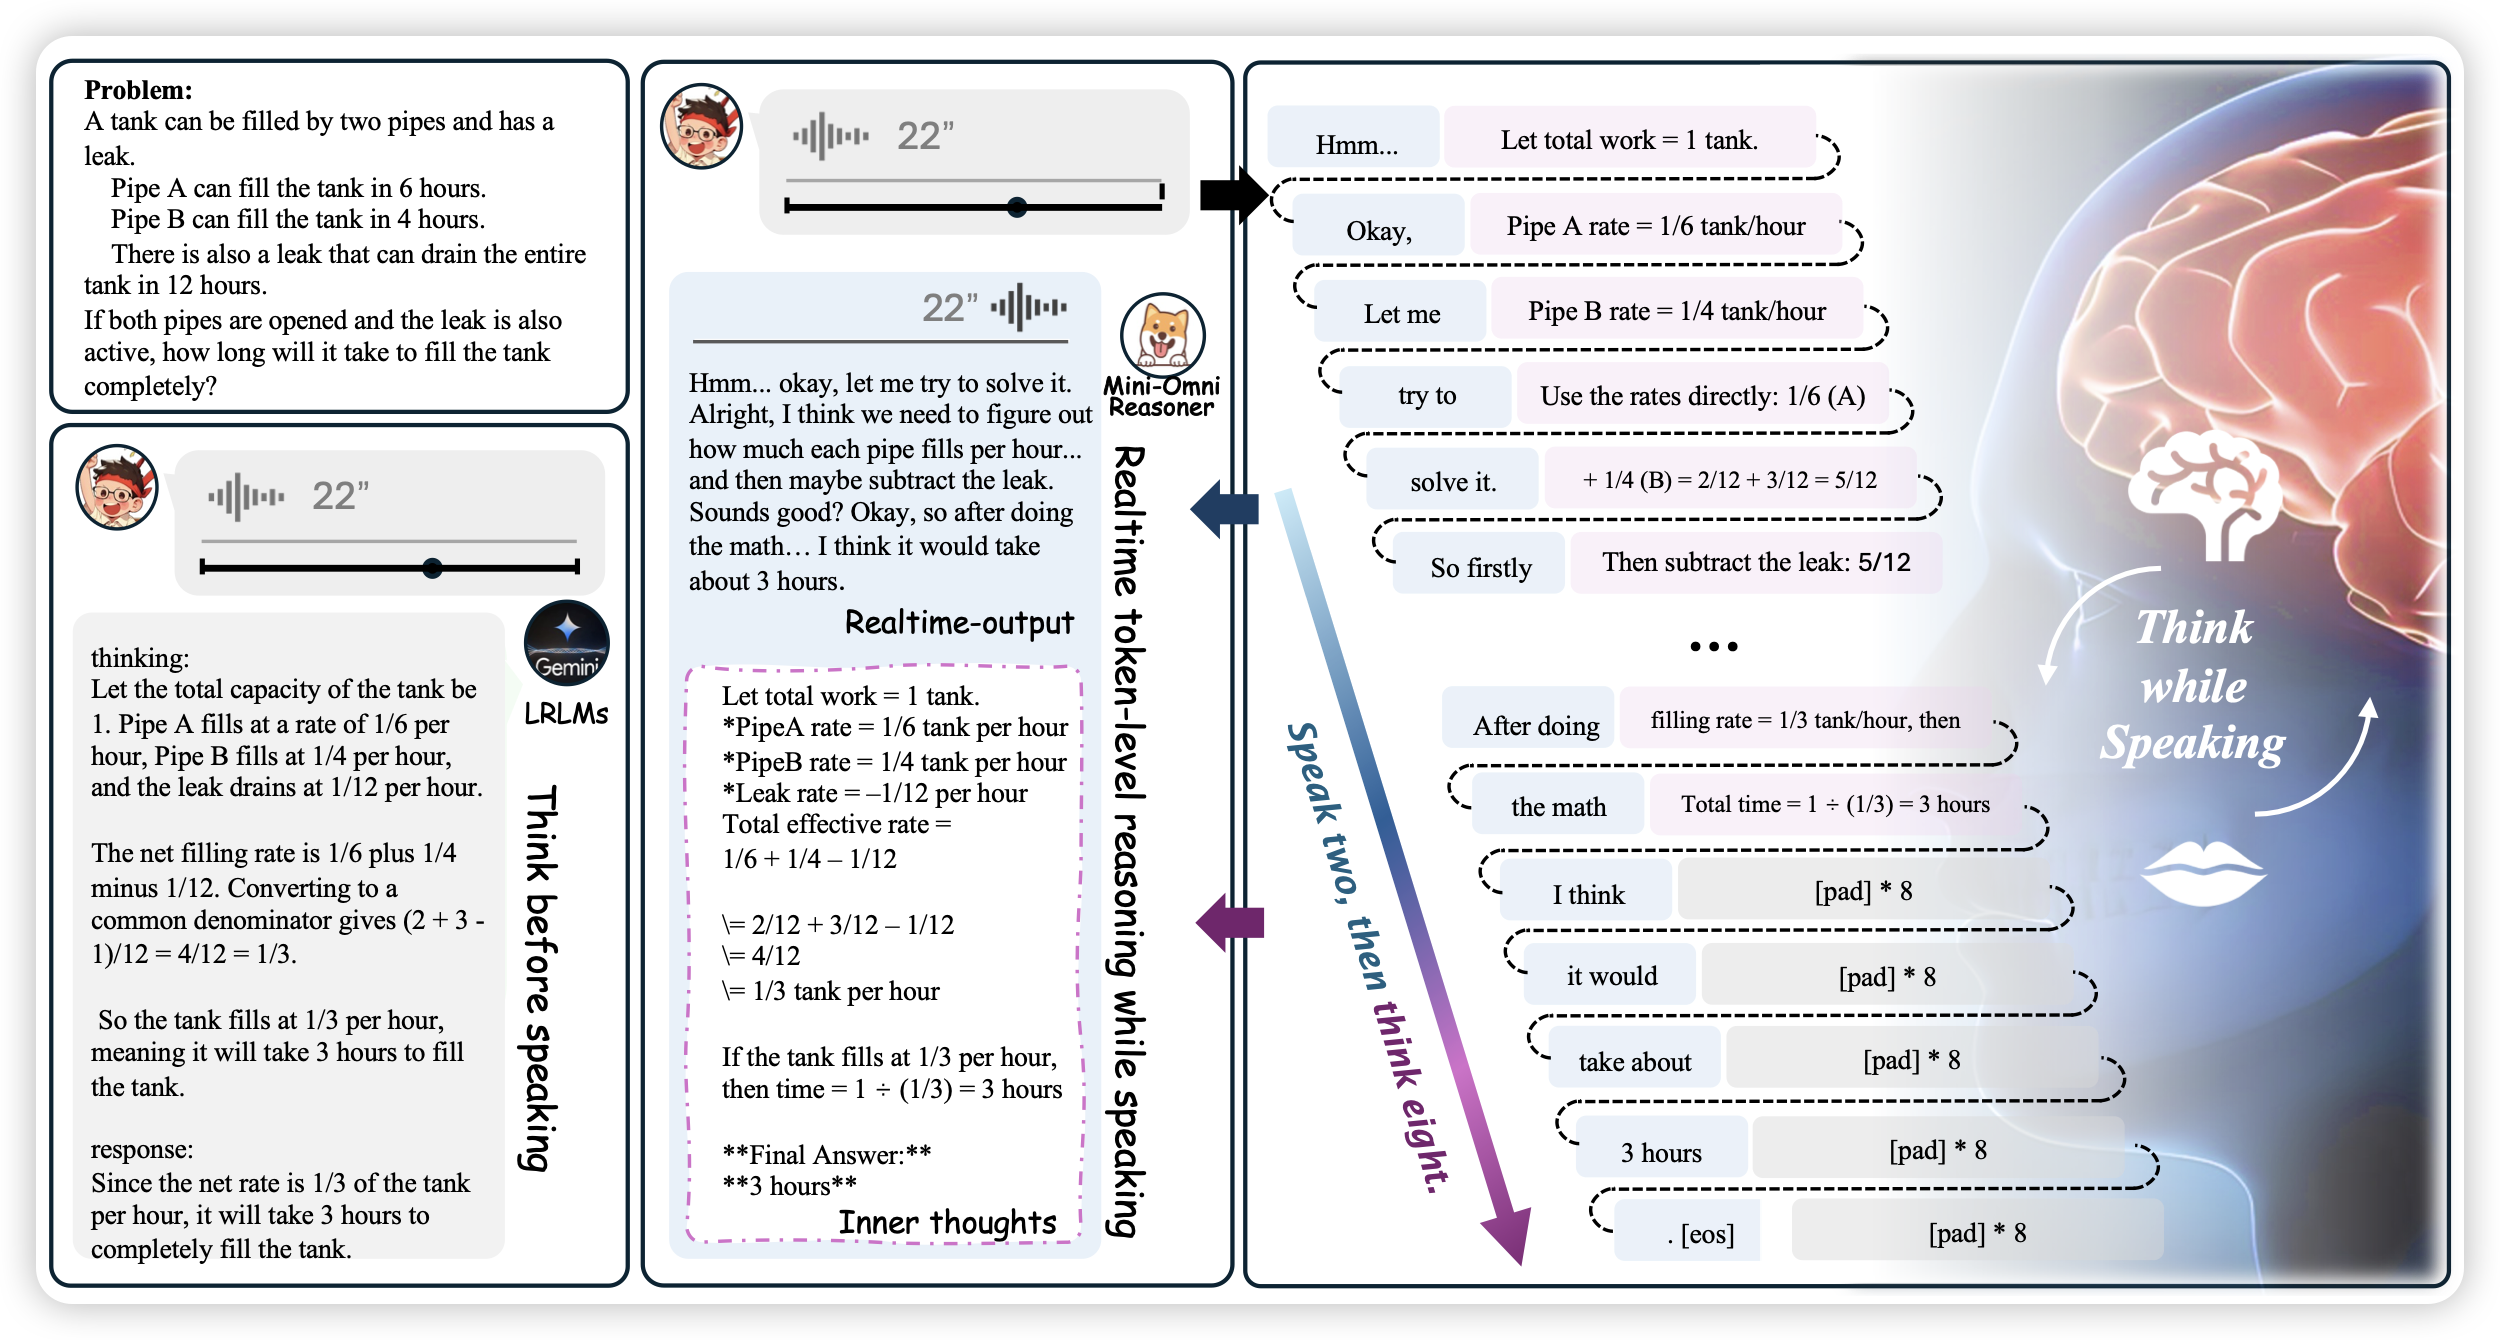 Problem:
A tank can be filled by two pipes and has a
leak.
Pipe A can fill the tank in 6 hours.
Pipe B can fill the tank in 4 hours.
There is also a leak that can drain the entire
tank in 12 hours.
If both pipes are opened and the leak is also
active, how long will it take to fill the tank
completely?
22”
Gemini
LRLMs
thinking:
Let the total capacity of the tank be
1. Pipe A fills at a rate of 1/6 per
hour, Pipe B fills at 1/4 per hour,
and the leak drains at 1/12 per hour.
The net filling rate is 1/6 plus 1/4
minus 1/12. Converting to a
common denominator gives (2 + 3 -
1)/12 = 4/12 = 1/3.
So the tank fills at 1/3 per hour,
meaning it will take 3 hours to fill
the tank.
response:
Since the net rate is 1/3 of the tank
per hour, it will take 3 hours to
completely fill the tank.
Think before speaking
22”
22”
Mini-Omni
Reasoner
Hmm... okay, let me try to solve it.
Alright, I think we need to figure out
how much each pipe fills per hour...
and then maybe subtract the leak.
Sounds good? Okay, so after doing
the math… I think it would take
about 3 hours.
Realtime-output
Let total work = 1 tank.
*PipeA rate = 1/6 tank per hour
*PipeB rate = 1/4 tank per hour
*Leak rate = –1/12 per hour
Total effective rate =
1/6 + 1/4 – 1/12
\= 2/12 + 3/12 – 1/12
\= 4/12
\= 1/3 tank per hour
If the tank fills at 1/3 per hour,
then time = 1 ÷ (1/3) = 3 hours
**Final Answer:**
**3 hours**
Inner thoughts
Realtime token-level reasoning while speaking
Hmm... Let total work = 1 tank.
Okay, Pipe A rate = 1/6 tank/hour
Let me Pipe B rate = 1/4 tank/hour
try to Use the rates directly: 1/6 (A)
solve it. + 1/4 (B) = 2/12 + 3/12 = 5/12
So firstly Then subtract the leak: 5/12
...
After doing filling rate = 1/3 tank/hour, then
the math Total time = 1 ÷ (1/3) = 3 hours
I think [pad] * 8
it would [pad] * 8
take about [pad] * 8
3 hours [pad] * 8
. [eos] [pad] * 8
Speak two, then think eight.
Think
while
Speaking